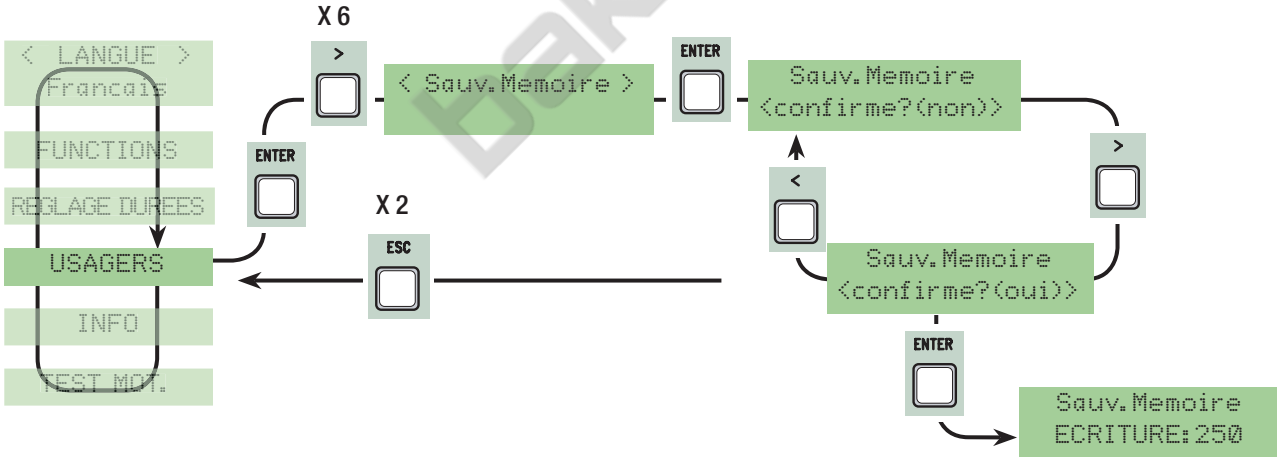 X 6
< LANGUE >
Francais
FUNCTIONS
REGLAGE DUREES
USAGERS
INFO
TEST MOT.
ENTER
>
< Sauv.Memoire >
ENTER
Sauv.Memoire
<confirme?(non)>
>
<
Sauv.Memoire
<confirme?(oui)>
X 2
ESC
ENTER
Sauv.Memoire
ECRITURE:250